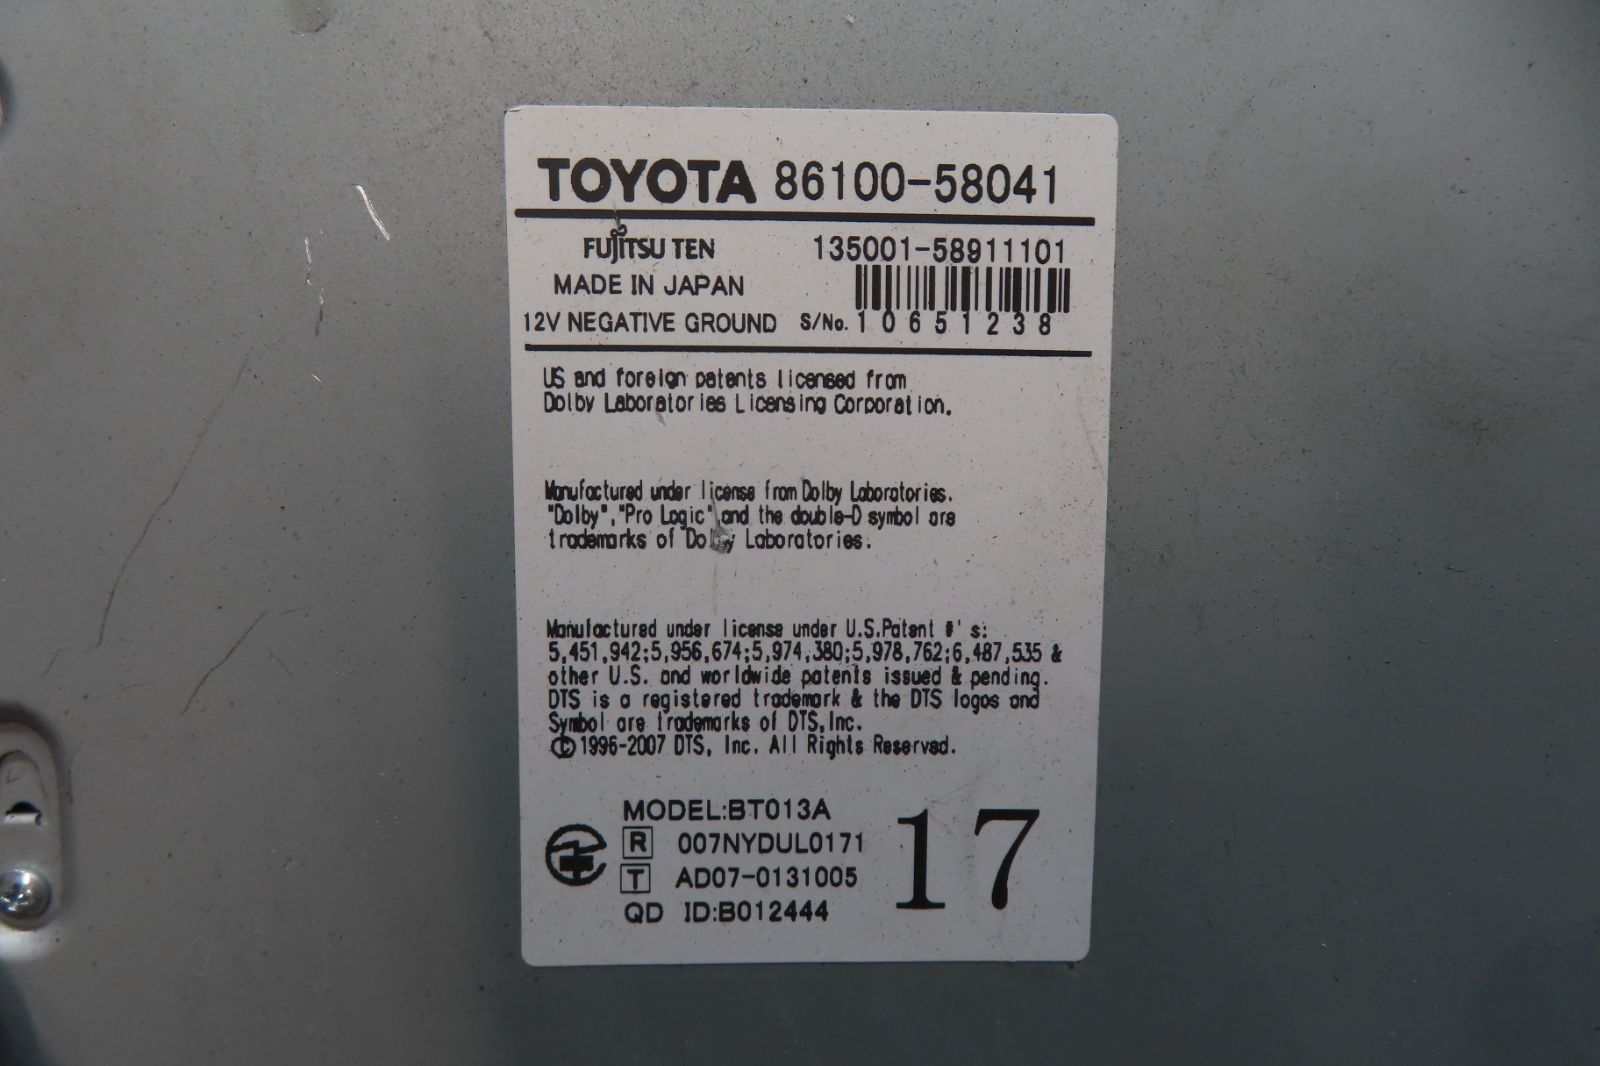 TOYOTA 86100-58041
FUJITSU TEN 135001-58911101
MADE IN JAPAN
12V NEGATIVE GROUND S/No. 10651238
US and foreign patents licensed from
Dolby Laboratories Licensing Corporation.
Manufactured under license from Dolby Laboratories.
"Dolby","Pro Logic",and the double-D symbol are
trademarks of Dolby Laboratories.
Manufactured under license under U.S.Patent #'s:
5,451,942;5,956,674;5,974,380;5,978,762;6,487,535 &
other U.S. and worldwide patents issued & pending.
DTS is a registered trademark & the DTS logos and
Symbol are trademarks of DTS,Inc.
©1996-2007 DTS, Inc. All Rights Reserved.
MODEL:BT013A
R 007NYDUL0171
T AD07-0131005
QD ID:B012444
17